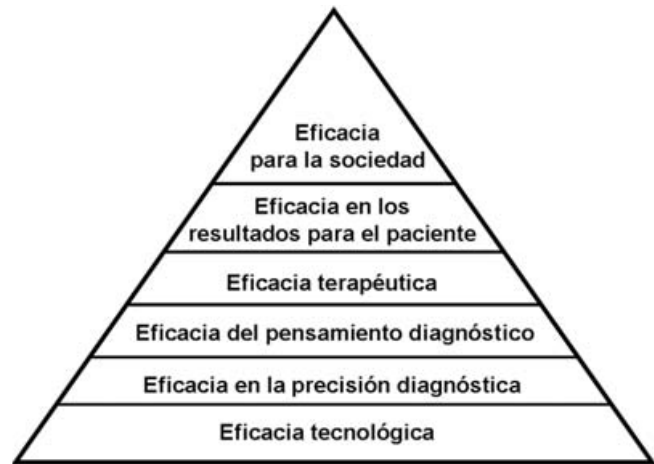 Eficacia
para la sociedad
Eficacia en los
resultados para el paciente
Eficacia terapéutica
Eficacia del pensamiento diagnóstico
Eficacia en la precisión diagnóstica
Eficacia tecnológica